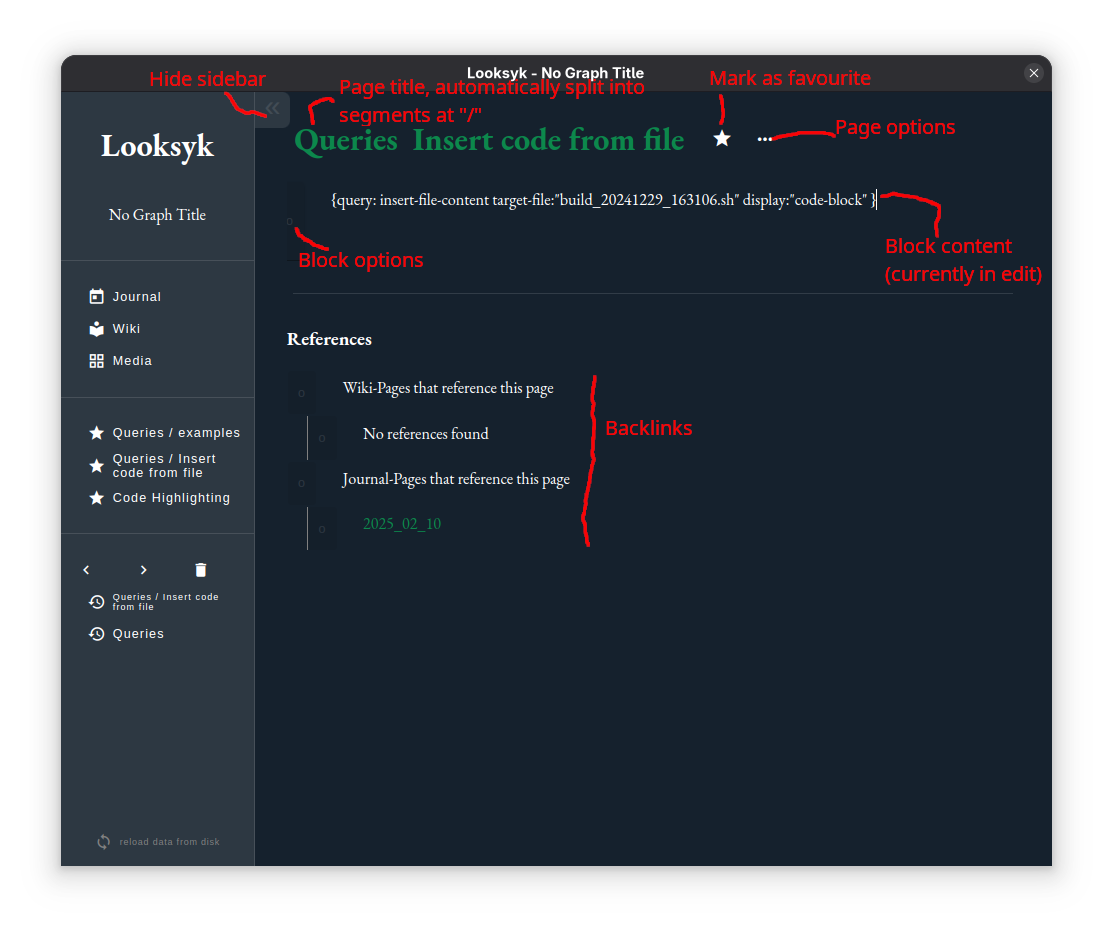 Looksyk - No Graph Title
Hide sidebar
Page title, automatically split into
segments at "/"
Mark as favourite
Page options
Looksyk
No Graph Title
Journal
Wiki
Media
Queries / examples
Queries / Insert
code from file
Code Highlighting
Queries / Insert code
from file
Queries
reload data from disk
Queries Insert code from file
{query: insert-file-content target-file:"build_20241229_163106.sh" display:"code-block" }
Block options
Block content
(currently in edit)
References
Wiki-Pages that reference this page
No references found
Journal-Pages that reference this page
2025_02_10
Backlinks